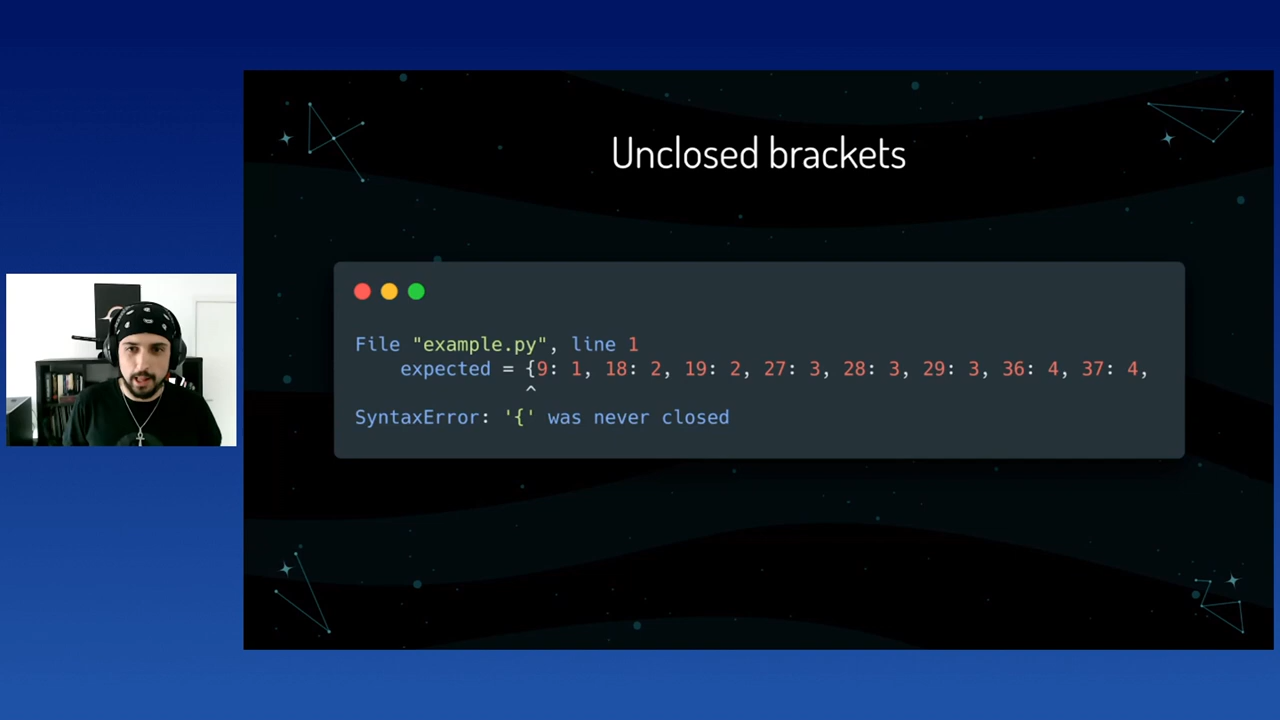 Unclosed brackets
File "example.py", line 1
expected = {9: 1, 18: 2, 19: 2, 27: 3, 28: 3, 29: 3, 36: 4, 37: 4,
^
SyntaxError: '{' was never closed